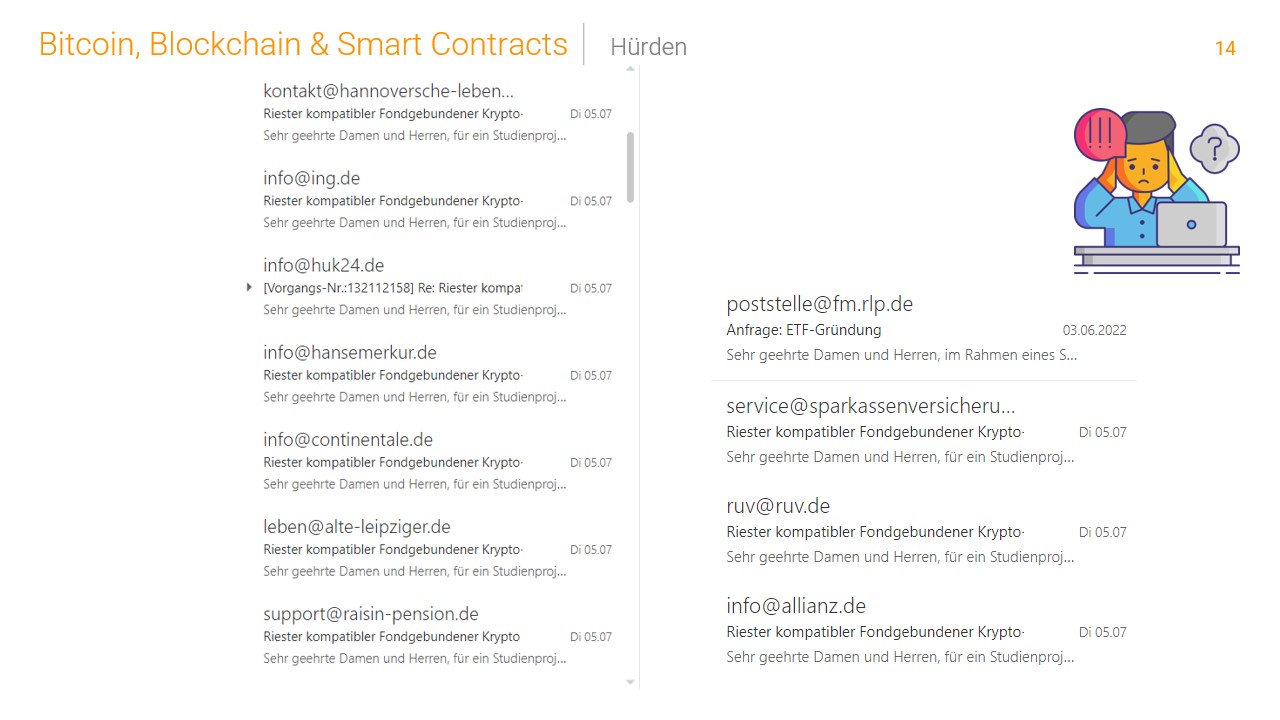 Bitcoin, Blockchain & Smart Contracts
Hürden
14
kontakt@hannoversche-leben...
Riester kompatibler Fondgebundener Krypto- Di 05.07
Sehr geehrte Damen und Herren, für ein Studienproj...
info@ing.de
Riester kompatibler Fondgebundener Krypto- Di 05.07
Sehr geehrte Damen und Herren, für ein Studienproj...
info@huk24.de
[Vorgangs-Nr.:132112158] Re: Riester kompat Di 05.07
Sehr geehrte Damen und Herren, für ein Studienproj...
info@hansemerkur.de
Riester kompatibler Fondgebundener Krypto- Di 05.07
Sehr geehrte Damen und Herren, für ein Studienproj...
info@continentale.de
Riester kompatibler Fondgebundener Krypto- Di 05.07
Sehr geehrte Damen und Herren, für ein Studienproj...
leben@alte-leipziger.de
Riester kompatibler Fondgebundener Krypto- Di 05.07
Sehr geehrte Damen und Herren, für ein Studienproj...
support@raisin-pension.de
Riester kompatibler Fondgebundener Krypto Di 05.07
Sehr geehrte Damen und Herren, für ein Studienproj...
!!!
?
poststelle@fm.rlp.de
Anfrage: ETF-Gründung 03.06.2022
Sehr geehrte Damen und Herren, im Rahmen eines S...
service@sparkassenversicheru...
Riester kompatibler Fondgebundener Krypto- Di 05.07
Sehr geehrte Damen und Herren, für ein Studienproj...
ruv@ruv.de
Riester kompatibler Fondgebundener Krypto- Di 05.07
Sehr geehrte Damen und Herren, für ein Studienproj...
info@allianz.de
Riester kompatibler Fondgebundener Krypto- Di 05.07
Sehr geehrte Damen und Herren, für ein Studienproj...